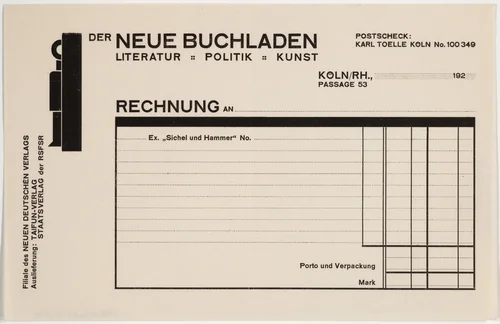 DER NEUE BUCHLADEN
LITERATUR :: POLITIK :: KUNST
POSTSCHECK:
KARL TOELLE KÖLN No. 100 349
KÖLN/RH., 192
PASSAGE 53
RECHNUNG AN
Ex. „Sichel und Hammer" No.
Porto und Verpackung
Mark
Filiale des NEUEN DEUTSCHEN VERLAGS
Auslieferung: TAIFUN-VERLAG
STAATSVERLAG der RSFSR